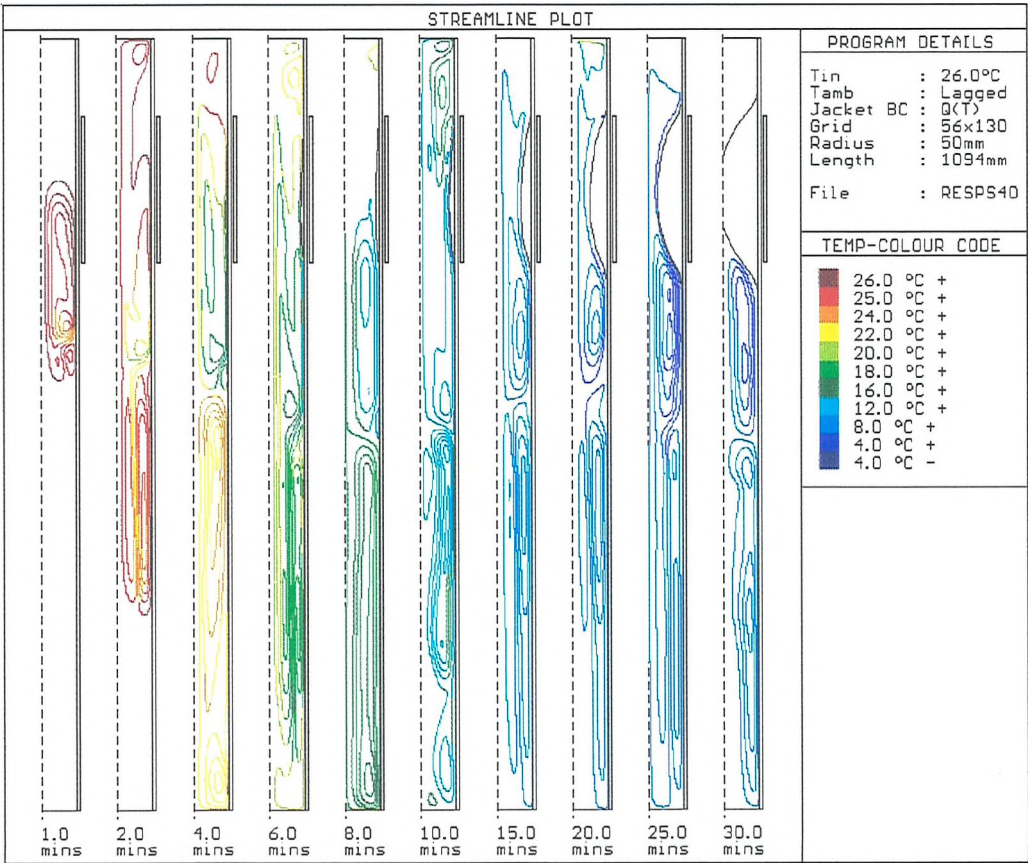 STREAMLINE PLOT
PROGRAM DETAILS
Tin : 26.0°C
Tamb : Lagged
Jacket BC : Q(T)
Grid : 56x130
Radius : 50mm
Length : 1094mm
File : RESPS40
TEMP-COLOUR CODE
26.0 °C +
25.0 °C +
24.0 °C +
22.0 °C +
20.0 °C +
18.0 °C +
16.0 °C +
12.0 °C +
8.0 °C +
4.0 °C +
4.0 °C -
1.0 2.0 4.0 6.0 8.0 10.0 15.0 20.0 25.0 30.0
mins mins mins mins mins mins mins mins mins mins